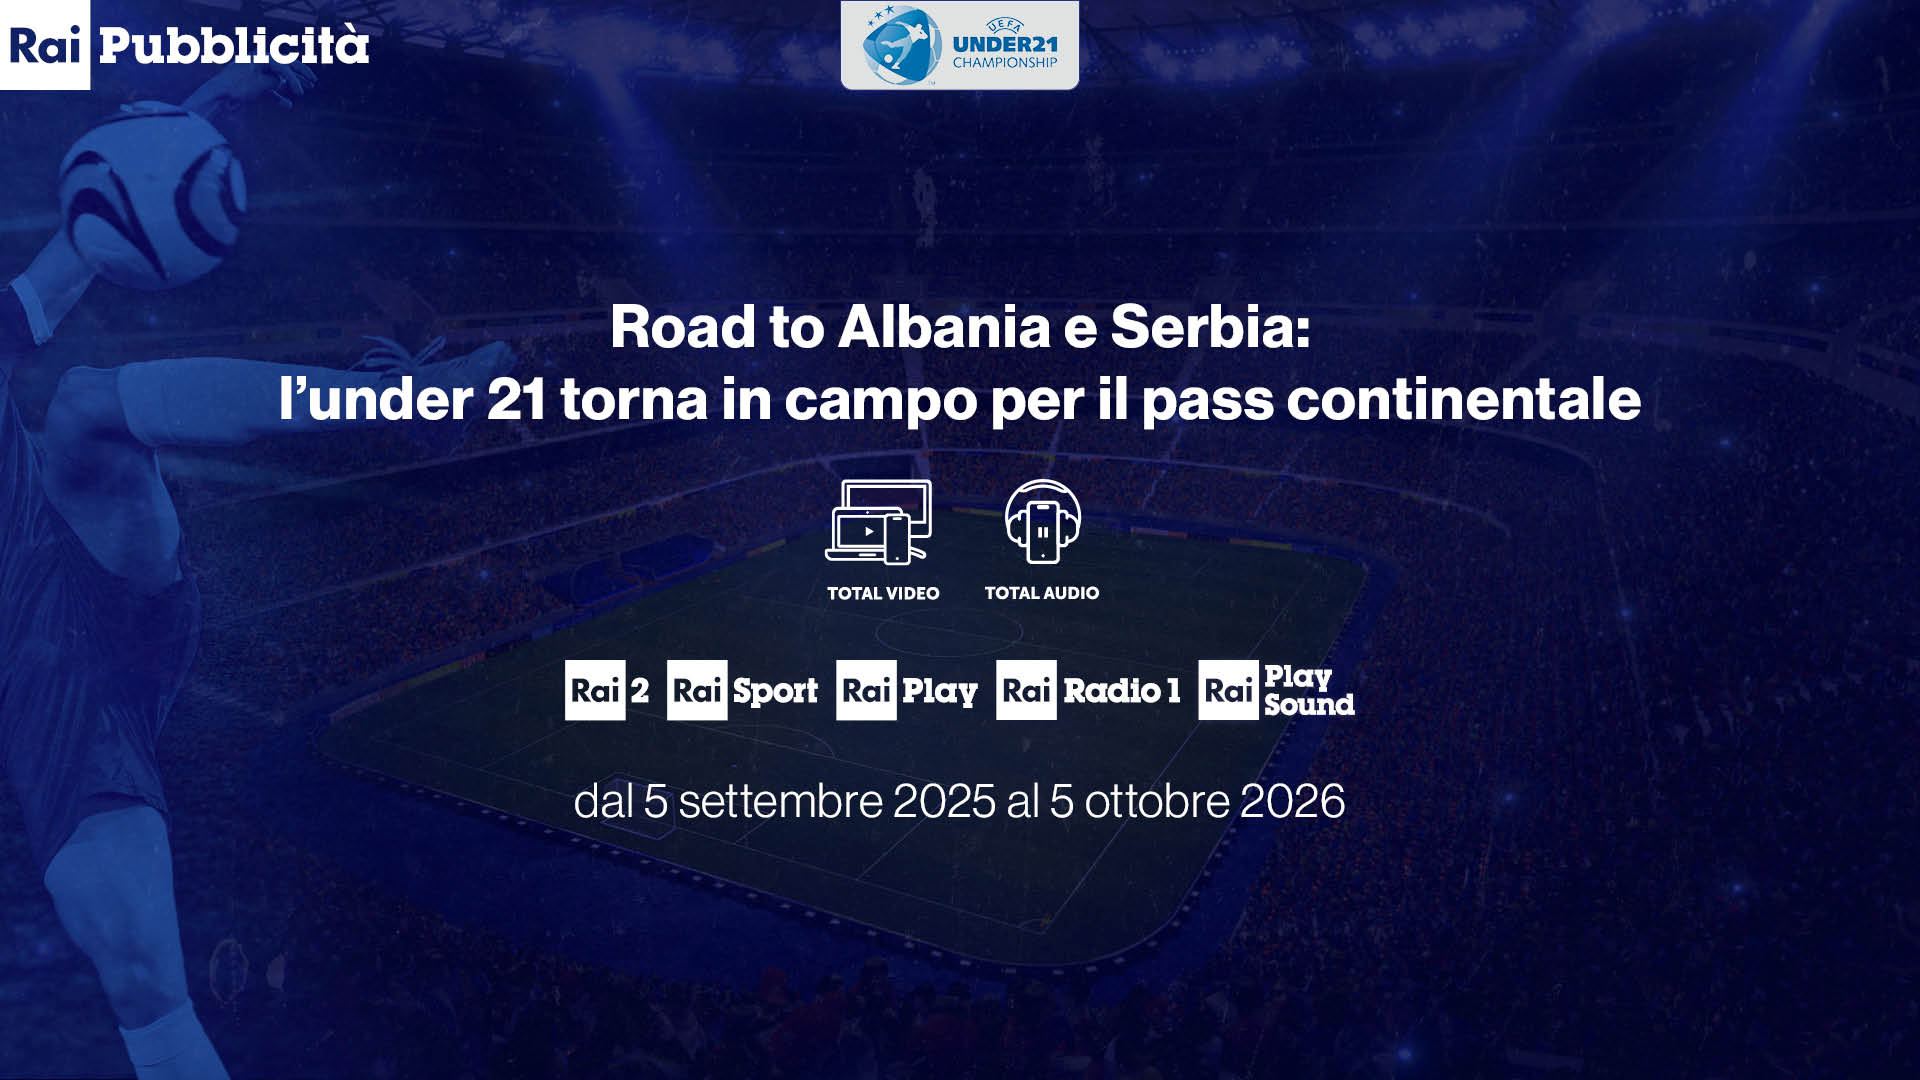 Rai Pubblicità
UEFA
UNDER21
CHAMPIONSHIP
TM
Road to Albania e Serbia:
l’under 21 torna in campo per il pass continentale
TOTAL VIDEO TOTAL AUDIO
Rai 2 Rai Sport Rai Play Rai Radio 1 Rai Play Sound
dal 5 settembre 2025 al 5 ottobre 2026